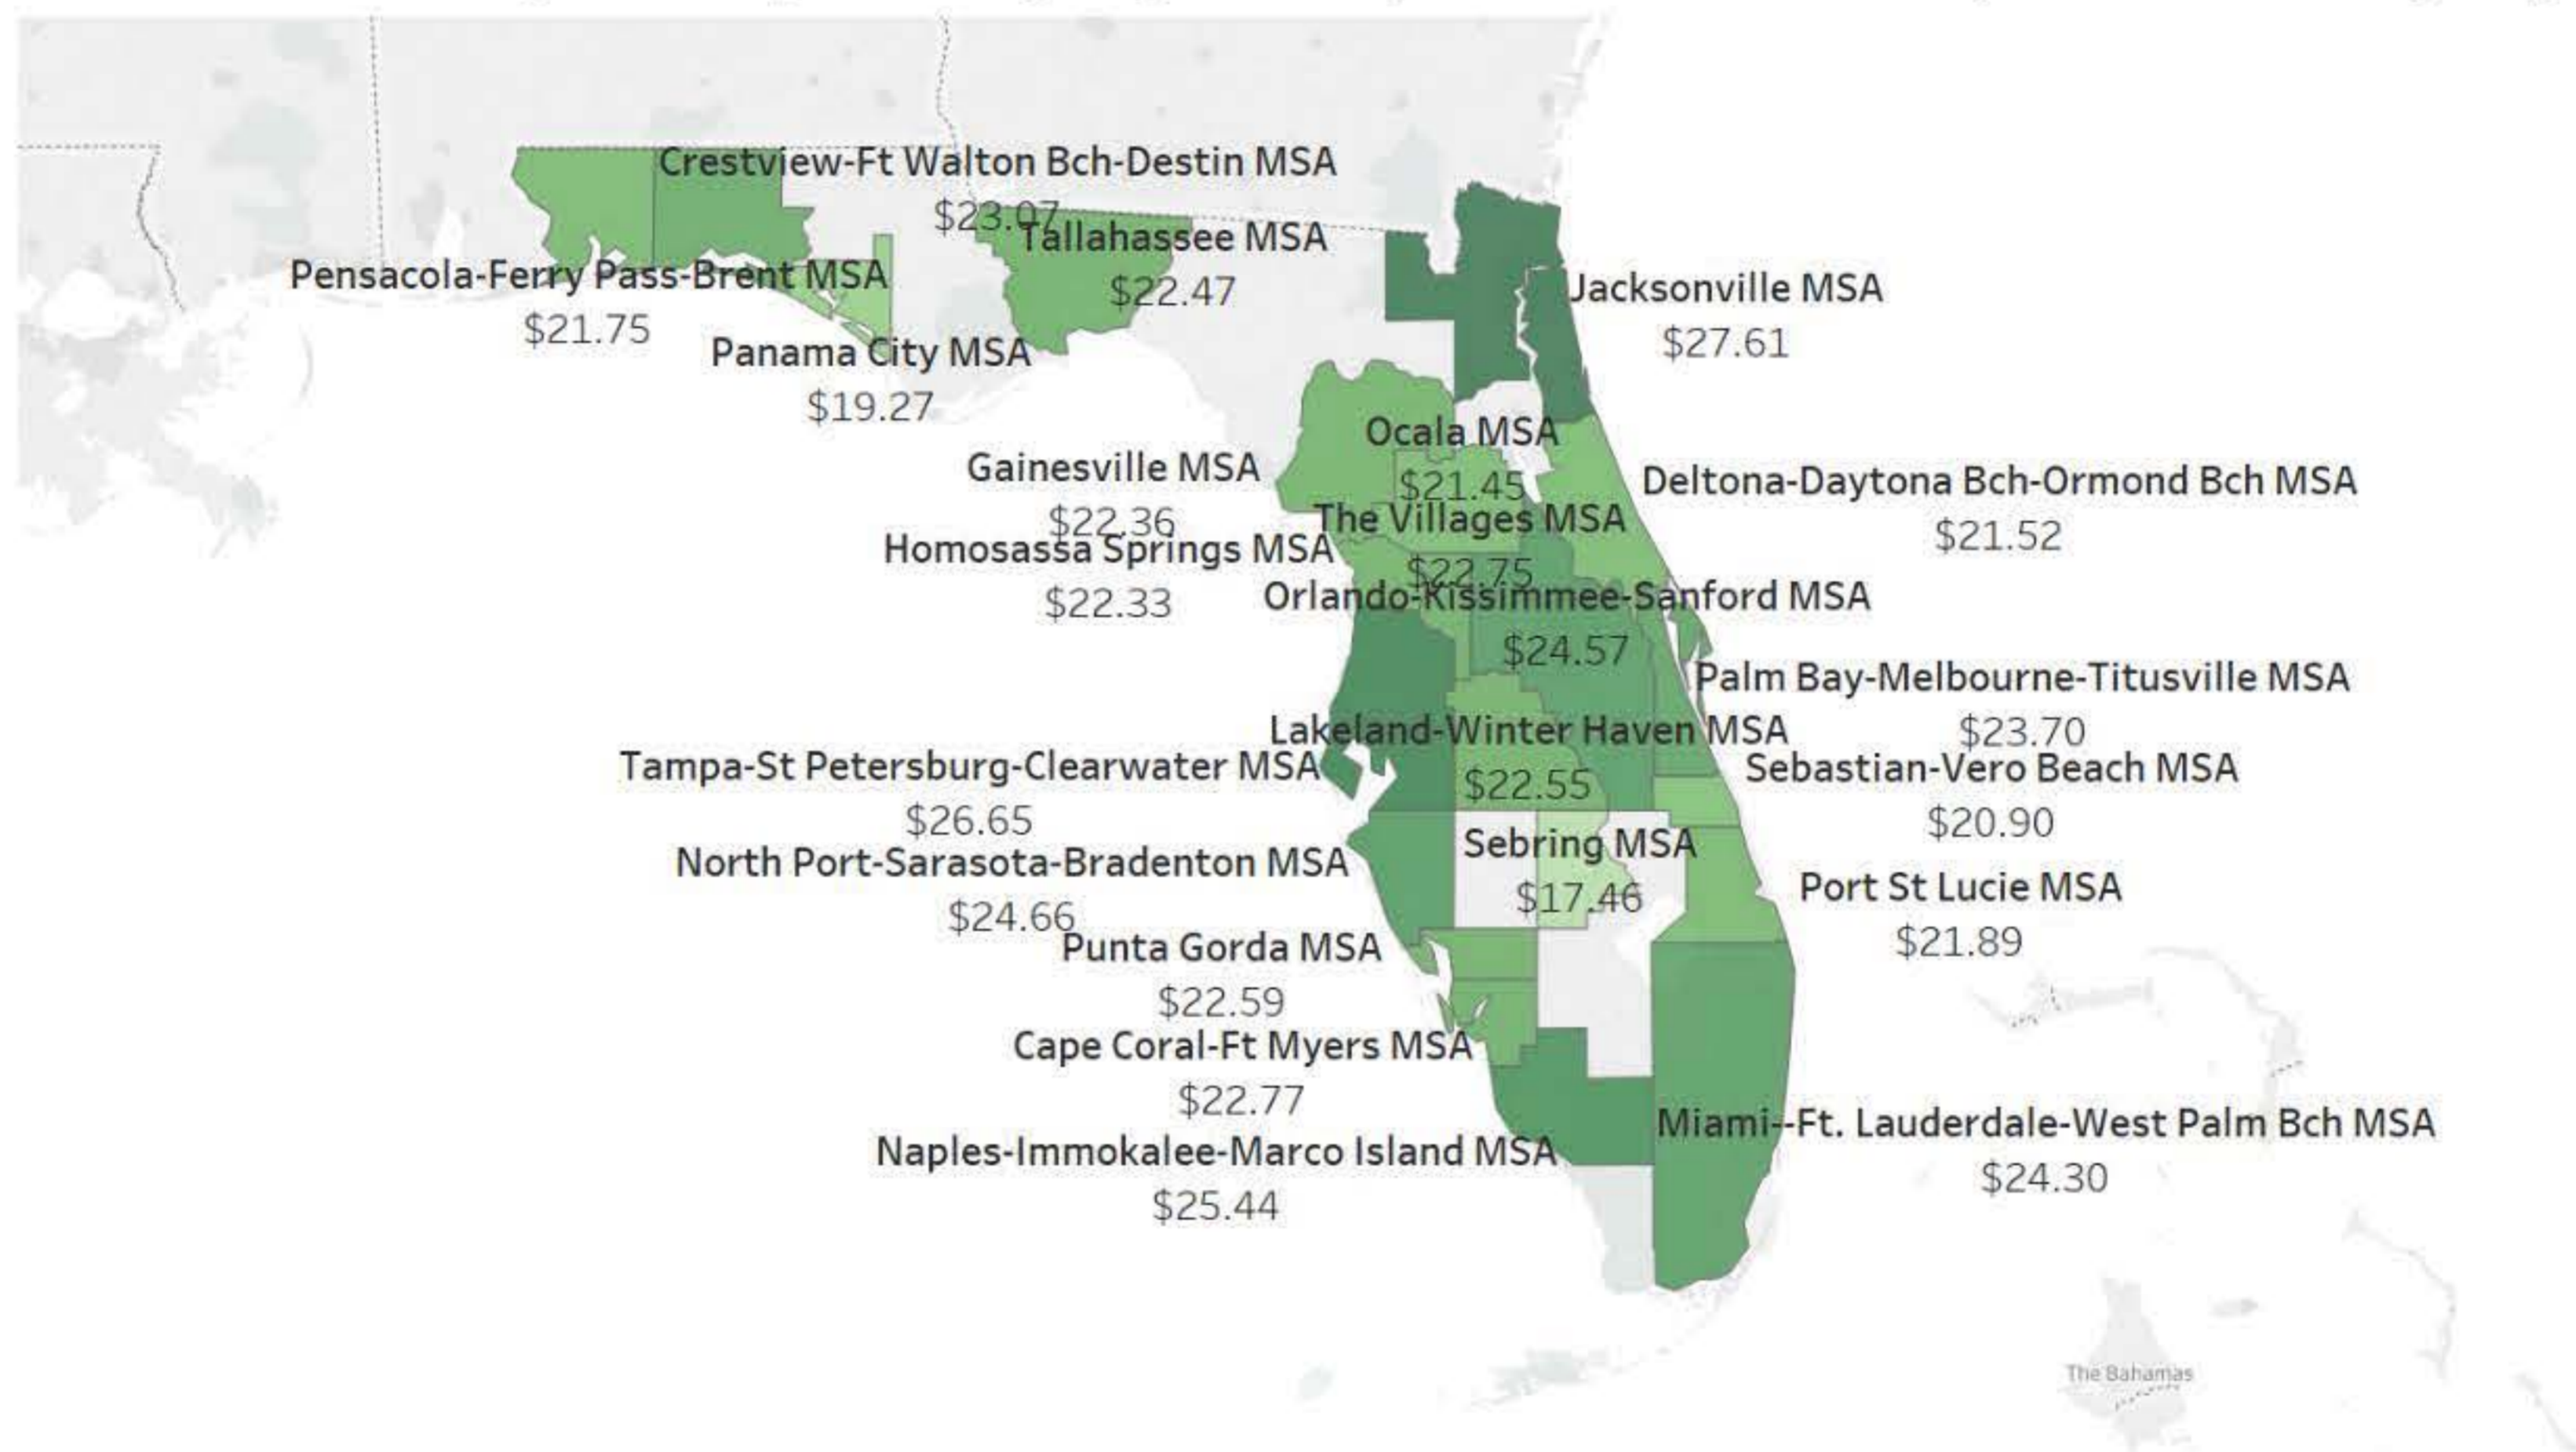 Crestview-Ft Walton Bch-Destin MSA
$23.07
Tallahassee MSA
$22.47
Pensacola-Ferry Pass-Brent MSA
$21.75
Jacksonville MSA
$27.61
Panama City MSA
$19.27
Ocala MSA
$21.45
Gainesville MSA
$22.36
Deltona-Daytona Bch-Ormond Bch MSA
$21.52
The Villages MSA
$22.75
Homosassa Springs MSA
$22.33
Orlando-Kissimmee-Sanford MSA
$24.57
Palm Bay-Melbourne-Titusville MSA
$23.70
Lakeland-Winter Haven MSA
$22.55
Tampa-St Petersburg-Clearwater MSA
$26.65
Sebastian-Vero Beach MSA
$20.90
Sebring MSA
$17.46
North Port-Sarasota-Bradenton MSA
$24.66
Port St Lucie MSA
$21.89
Punta Gorda MSA
$22.59
Cape Coral-Ft Myers MSA
$22.77
Miami--Ft. Lauderdale-West Palm Bch MSA
$24.30
Naples-Immokalee-Marco Island MSA
$25.44
The Bahamas